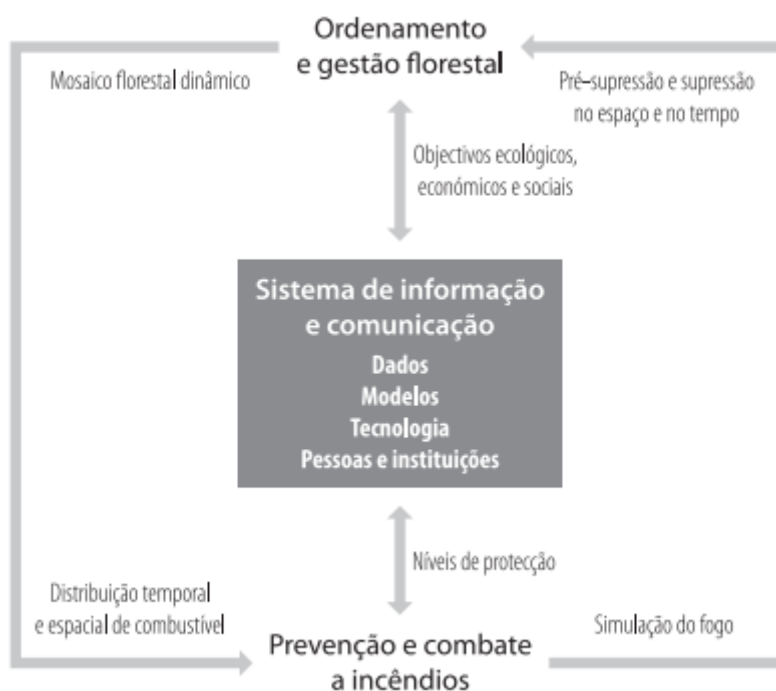 Ordenamento
e gestão florestal
Mosaico florestal dinâmico
Pré-supressão e supressão
no espaço e no tempo
Objectivos ecológicos,
económicos e sociais
Sistema de informação
e comunicação
Dados
Modelos
Tecnologia
Pessoas e instituições
Níveis de protecção
Distribuição temporal
e espacial de combustível
Simulação do fogo
Prevenção e combate
a incêndios